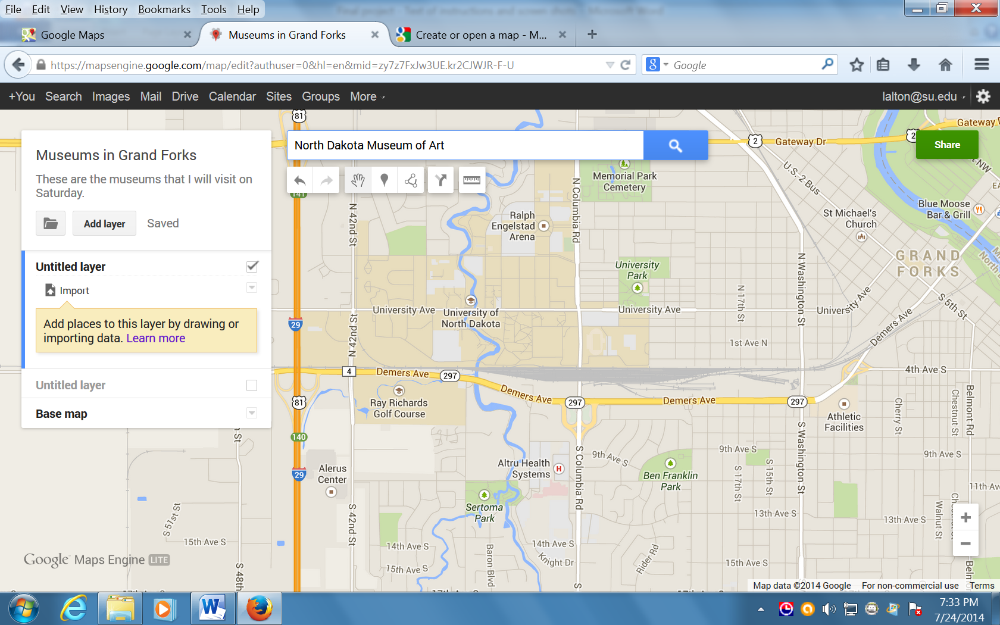 File Edit View History Bookmarks Tools Help
Google Maps
Museums in Grand Forks
Create or open a map - M...
https://mapsengine.google.com/map/edit?authuser=0&hl=en&mid=zy7z7FxJw3UE.kr2CJWJR-F-U
Google
+You Search Images Mail Drive Calendar Sites Groups More
lalton@su.edu
Museums in Grand Forks
These are the museums that I will visit on
Saturday.
Add layer
Saved
Untitled layer
Import
Add places to this layer by drawing or
importing data. Learn more
Untitled layer
Base map
North Dakota Museum of Art
Share
81
2
Gateway Dr
2
Gateway
141
Memorial Park
Cemetery
U.S. 2 Bus
N 42nd St
N Columbia Rd
Ralph
Engelstad
Arena
St Michael's
Church
Blue Moose
Bar & Grill
University
Park
GRAND
FORKS
N Washington St
N 17th St
University Ave
University of
North Dakota
University Ave
University Ave
S 5th St
29
N 42nd St
Demers Ave
1st Ave N
4
Demers Ave
297
4th Ave S
Demers Ave
297
Demers Ave
297
81
Ray Richards
Golf Course
Athletic
Facilities
Cherry St
Chestnut St
Belmont Rd
140
S Columbia Rd
9th Ave S
S Washington St
9th Ave S
9th Ave S
Altru Health
Systems
H
Ben Franklin
Park
S 17th St
S 15th St
29
Alerus
Center
11th Av
Sertoma
Park
S 42nd St
S 51st St
13th Ave S
13th Ave S
Walnut St
15th Ave S
14th Ave S
14th Ave S
Baron Blvd
Knight Dr
Rider Rd
15th Ave S
15th Ave S
S 48th
Google Maps Engine LITE
Map data ©2014 Google For non-commercial use Terms
7:33 PM
7/24/2014